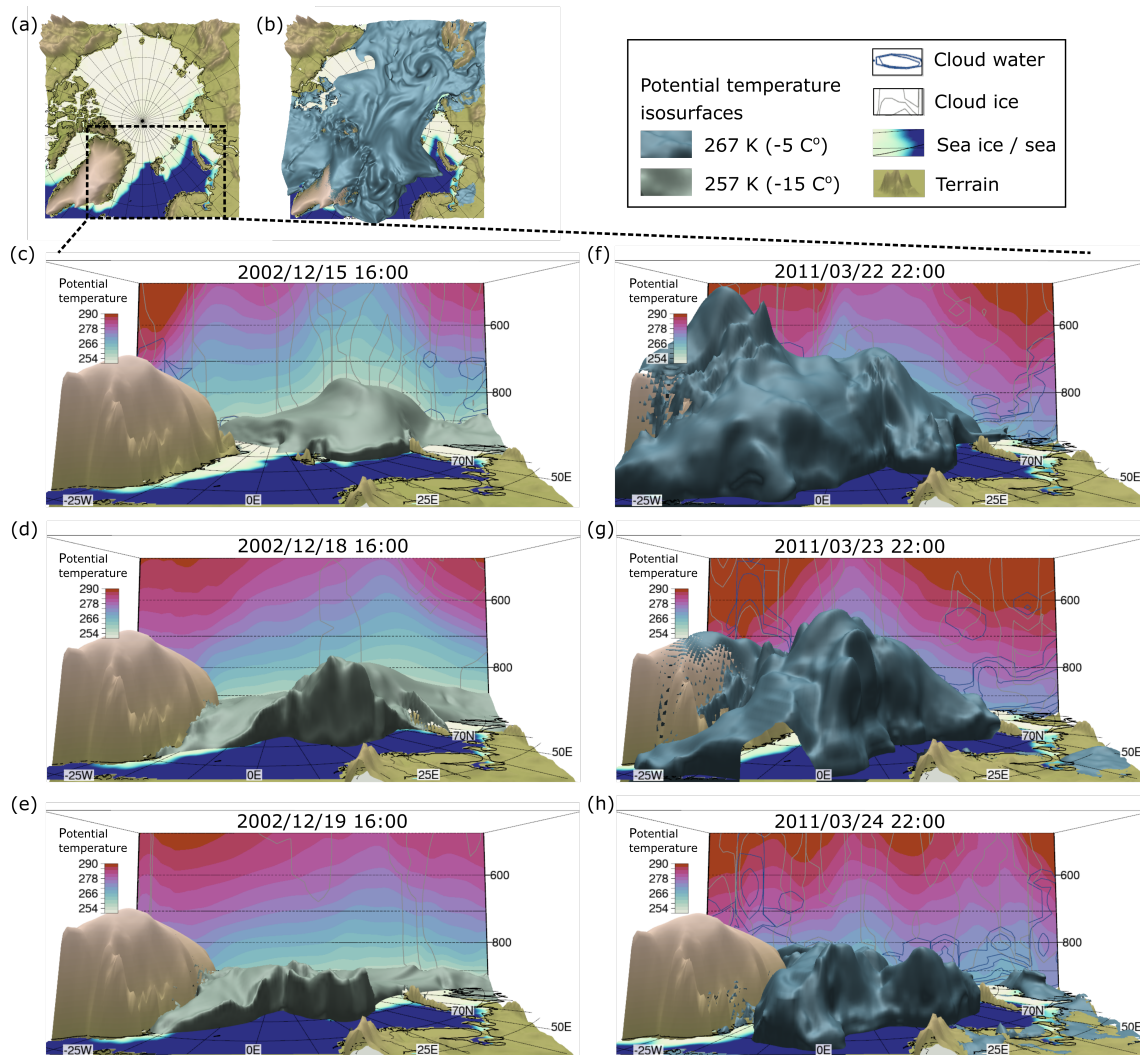 (a)
(b)
Potential temperature
isosurfaces
267 K (-5 C⁰)
257 K (-15 C⁰)
Cloud water
Cloud ice
Sea ice / sea
Terrain
(c)
2002/12/15 16:00
Potential
temperature
290
278
266
254
600
800
70N
50E
-25W
0E
25E
(f)
2011/03/22 22:00
Potential
temperature
290
278
266
254
600
800
70N
50E
-25W
0E
25E
(d)
2002/12/18 16:00
Potential
temperature
290
278
266
254
600
800
70N
50E
-25W
0E
25E
(g)
2011/03/23 22:00
Potential
temperature
290
278
266
254
600
800
70N
50E
-25W
0E
25E
(e)
2002/12/19 16:00
Potential
temperature
290
278
266
254
800
70N
50E
-25W
0E
25E
(h)
2011/03/24 22:00
Potential
temperature
290
278
266
254
800
70N
50E
-25W
0E
25E